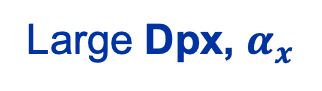 Large Dpx, αₓ